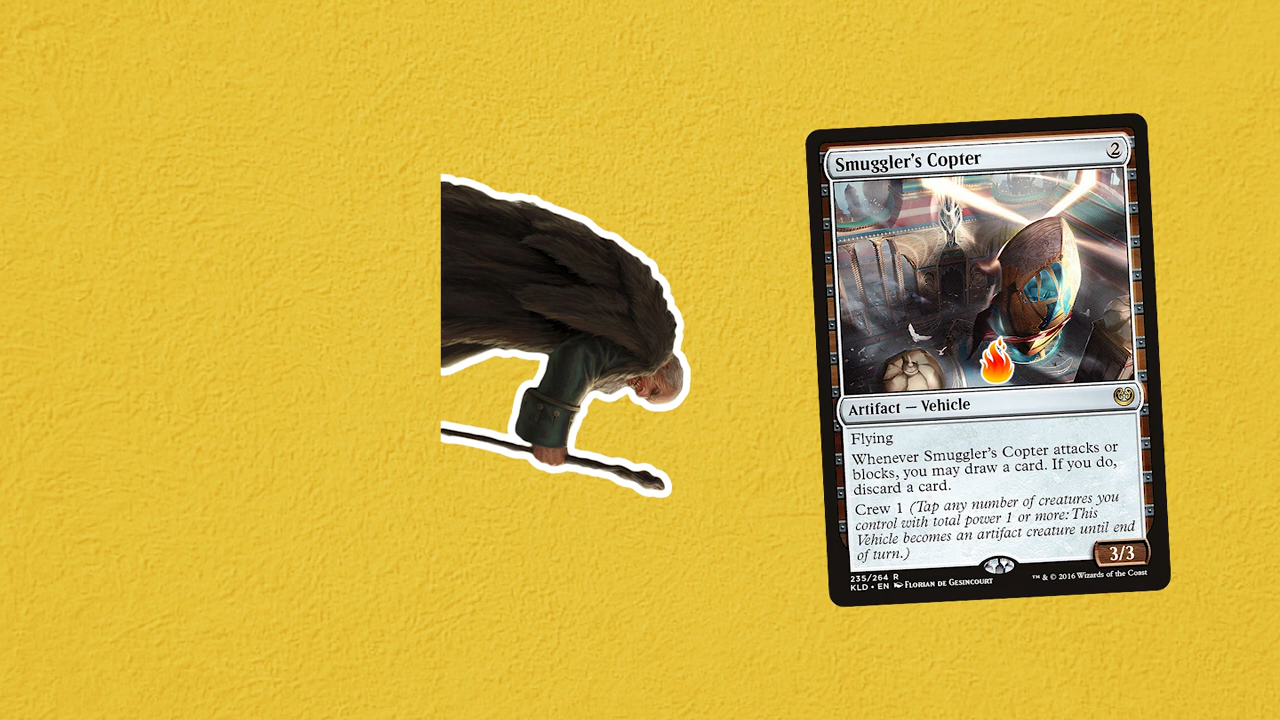 Smuggler's Copter 2
Artifact — Vehicle
Flying
Whenever Smuggler's Copter attacks or
blocks, you may draw a card. If you do,
discard a card.
Crew 1 (Tap any number of creatures you
control with total power 1 or more: This
Vehicle becomes an artifact creature until end
of turn.)
3/3
235/264 R
KLD • EN Florian de Gesincourt
™ & © 2016 Wizards of the Coast